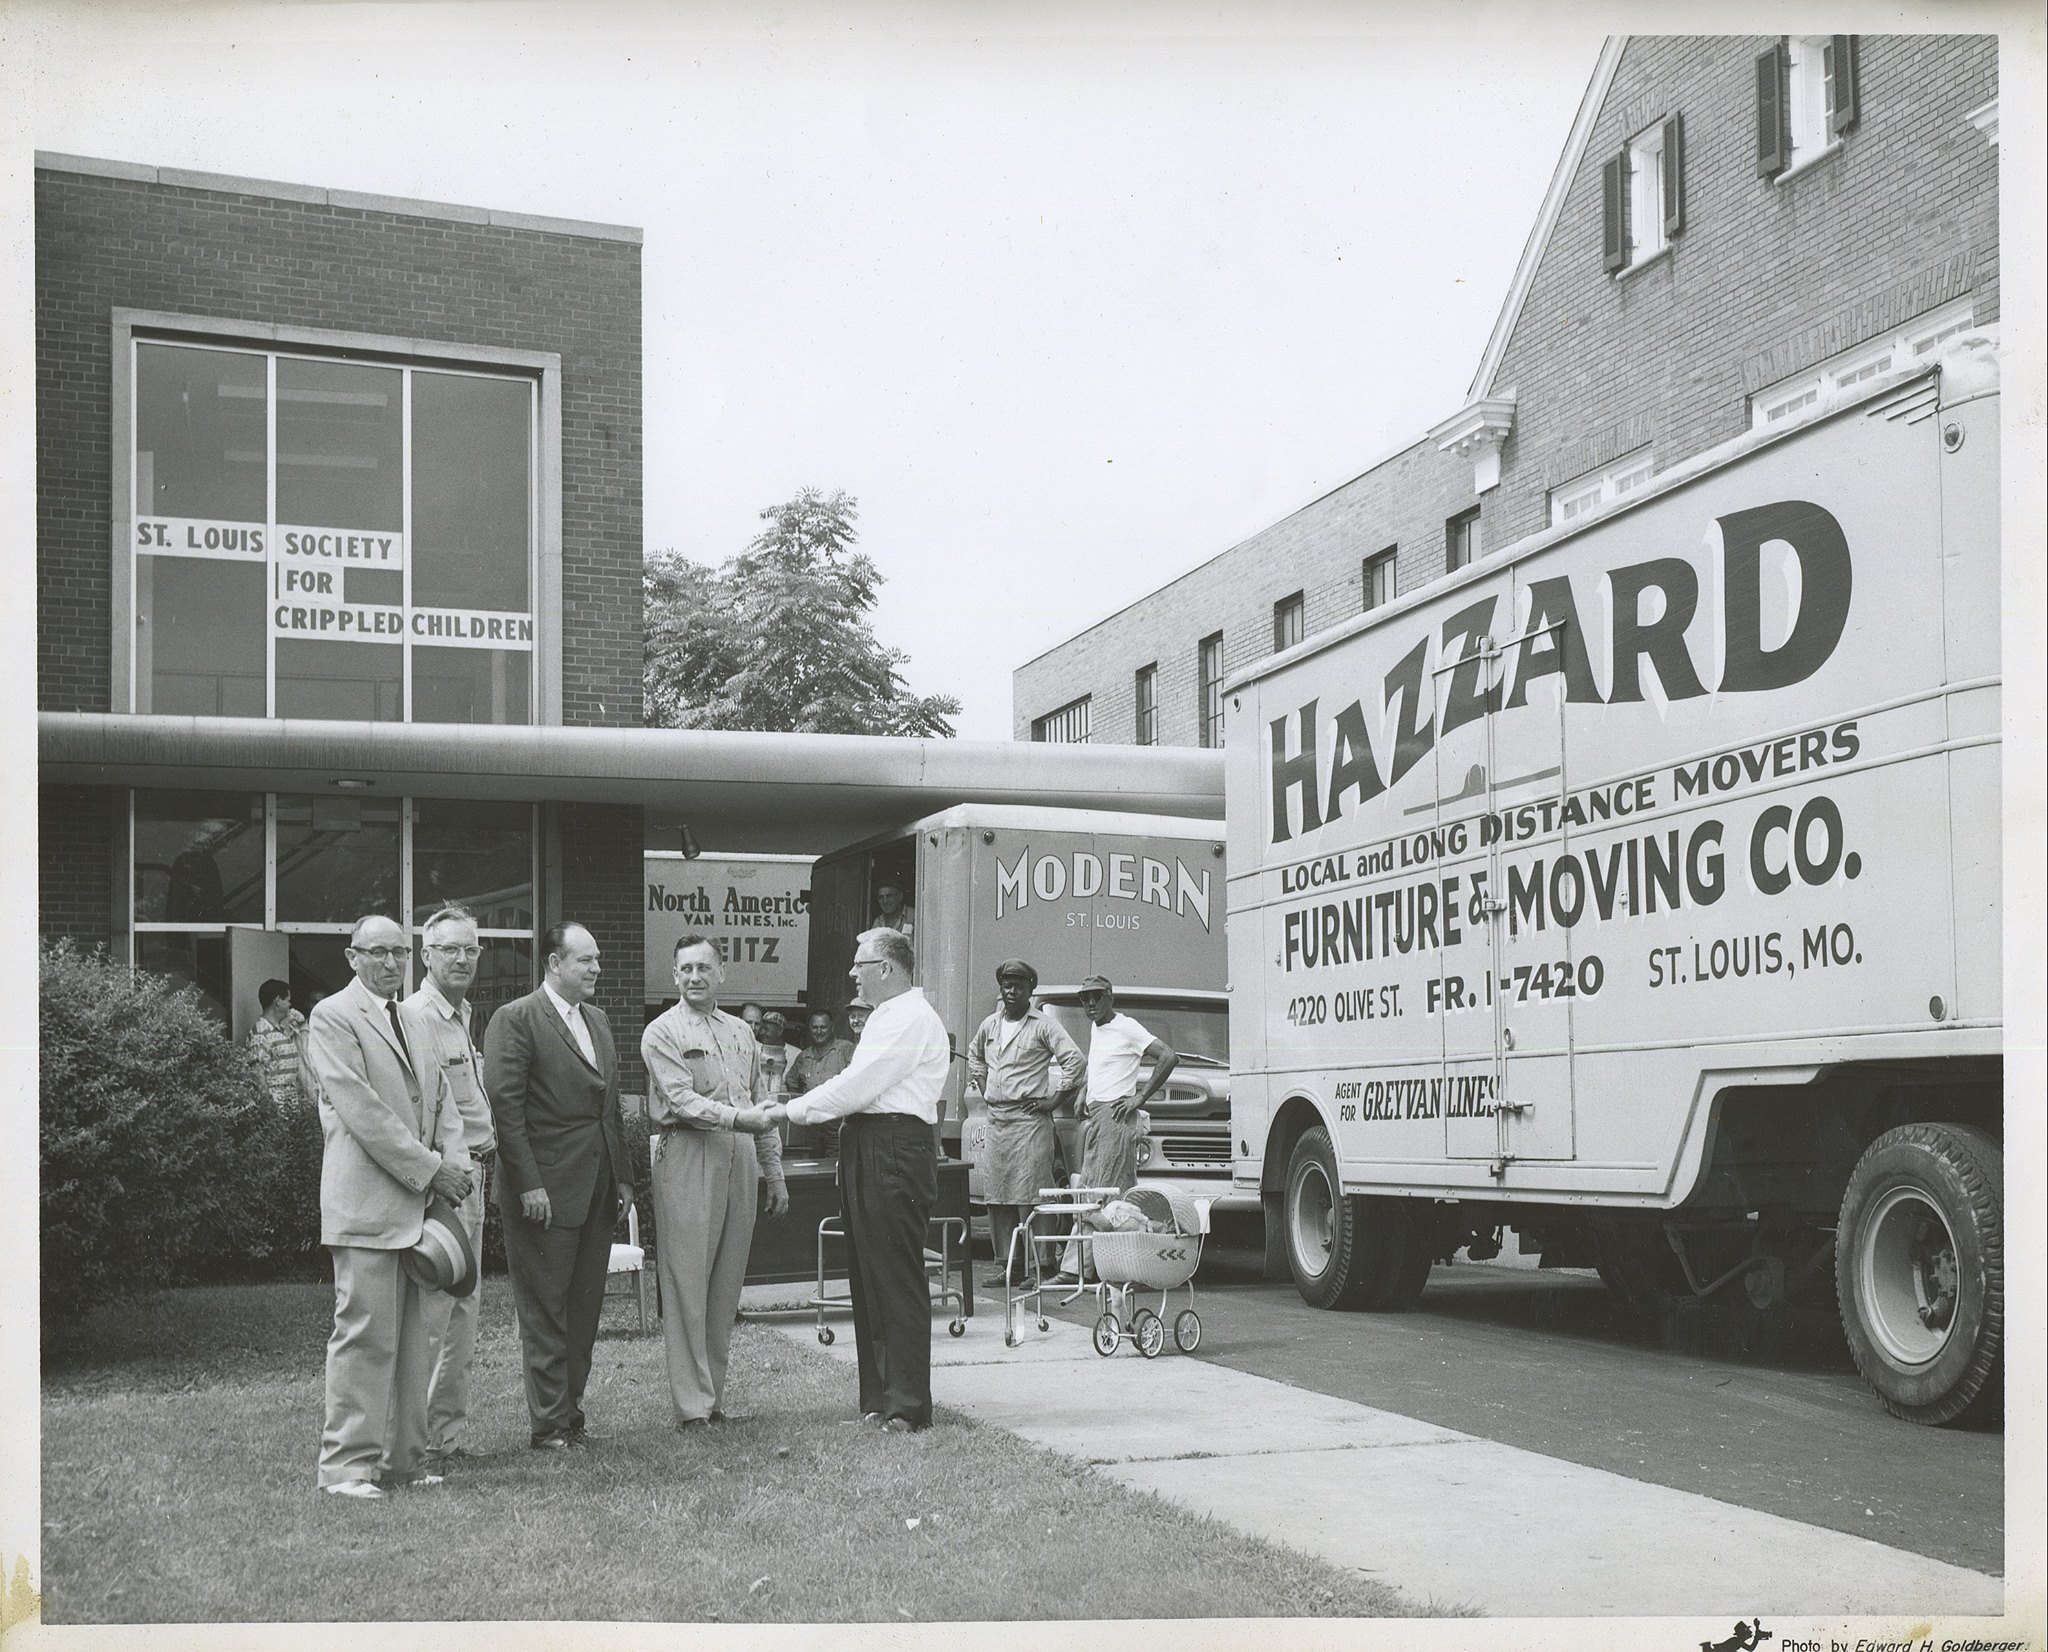 ST. LOUIS SOCIETY
FOR
CRIPPLED CHILDREN
North Americ
VAN LINES, INC.
EITZ
MODERN
ST. LOUIS
HAZZARD
LOCAL and LONG DISTANCE MOVERS
FURNITURE & MOVING CO.
4220 OLIVE ST. FR. 1-7420 ST. LOUIS, MO.
AGENT
FOR GREYVAN LINES
CHEV
Photo by Edward H. Goldberger